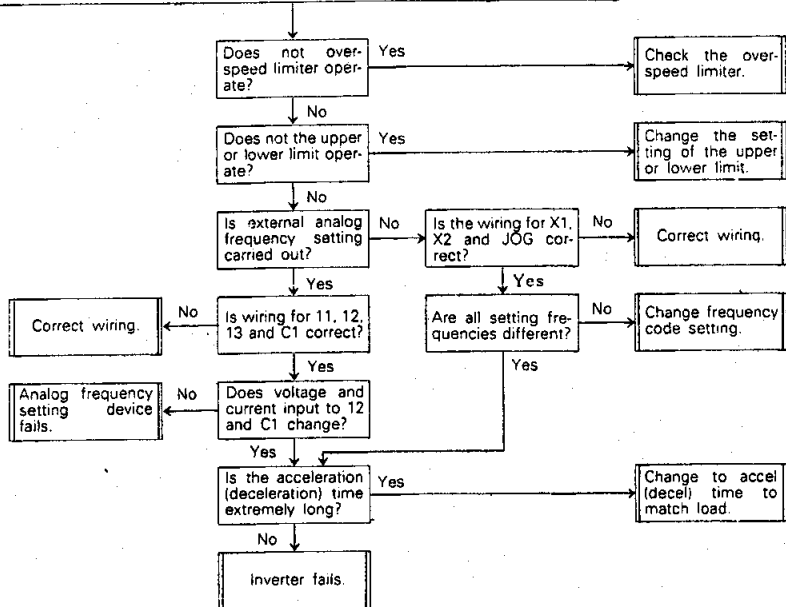 Does not over-
speed limiter oper-
ate?
Yes
Check the over-
speed limiter.
No
Does not the upper
or lower limit oper-
ate?
Yes
Change the set-
ting of the upper
or lower limit.
No
Is external analog
frequency setting
carried out?
No
Is the wiring for X1,
X2 and JOG cor-
rect?
No
Correct wiring.
Yes
Yes
Correct wiring.
No
Is wiring for 11, 12,
13 and C1 correct?
Are all setting fre-
quencies different?
No
Change frequency
code setting.
Yes
Yes
Analog frequency
setting device
fails.
No
Does voltage and
current input to 12
and C1 change?
Yes
Is the acceleration
(deceleration) time
extremely long?
Yes
Change to accel
(decel) time to
match load.
No
Inverter fails.